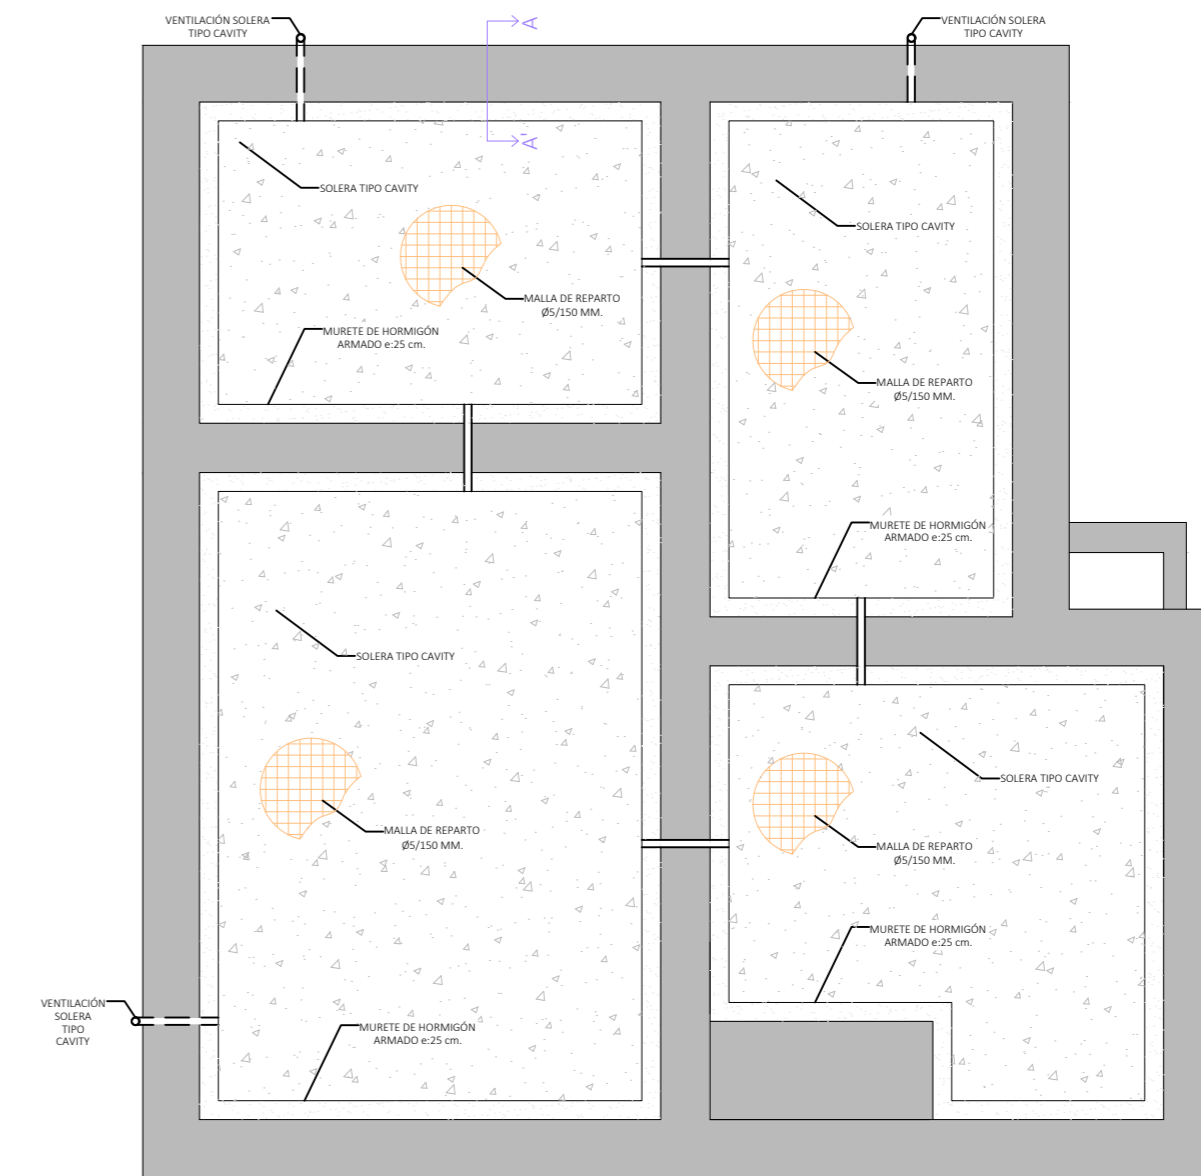 VENTILACIÓN SOLERA
TIPO CAVITY
A
VENTILACIÓN SOLERA
TIPO CAVITY
A'
SOLERA TIPO CAVITY
SOLERA TIPO CAVITY
MALLA DE REPARTO
Ø5/150 MM.
MURETE DE HORMIGÓN
ARMADO e:25 cm.
MALLA DE REPARTO
Ø5/150 MM.
MURETE DE HORMIGÓN
ARMADO e:25 cm.
SOLERA TIPO CAVITY
SOLERA TIPO CAVITY
MALLA DE REPARTO
Ø5/150 MM.
MALLA DE REPARTO
Ø5/150 MM.
MURETE DE HORMIGÓN
ARMADO e:25 cm.
VENTILACIÓN
SOLERA
TIPO
CAVITY
MURETE DE HORMIGÓN
ARMADO e:25 cm.